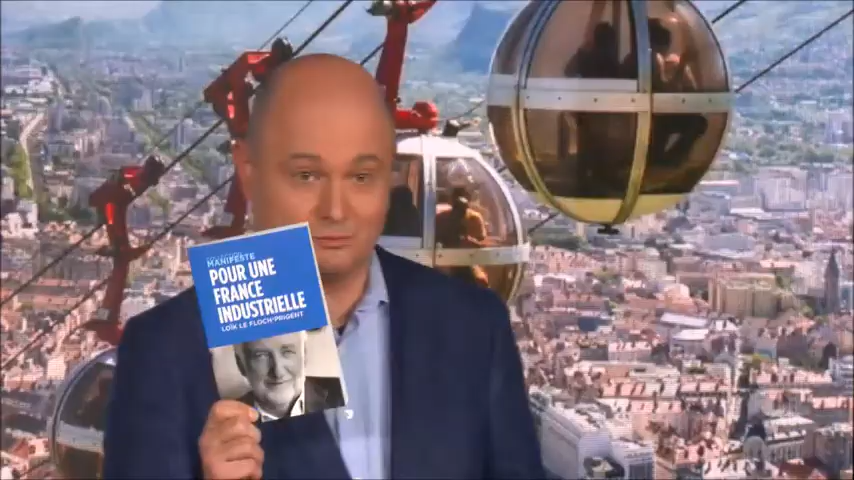 MANIFESTE
POUR UNE
FRANCE
INDUSTRIELLE
LOÏK LE FLOCH-PRIGENT